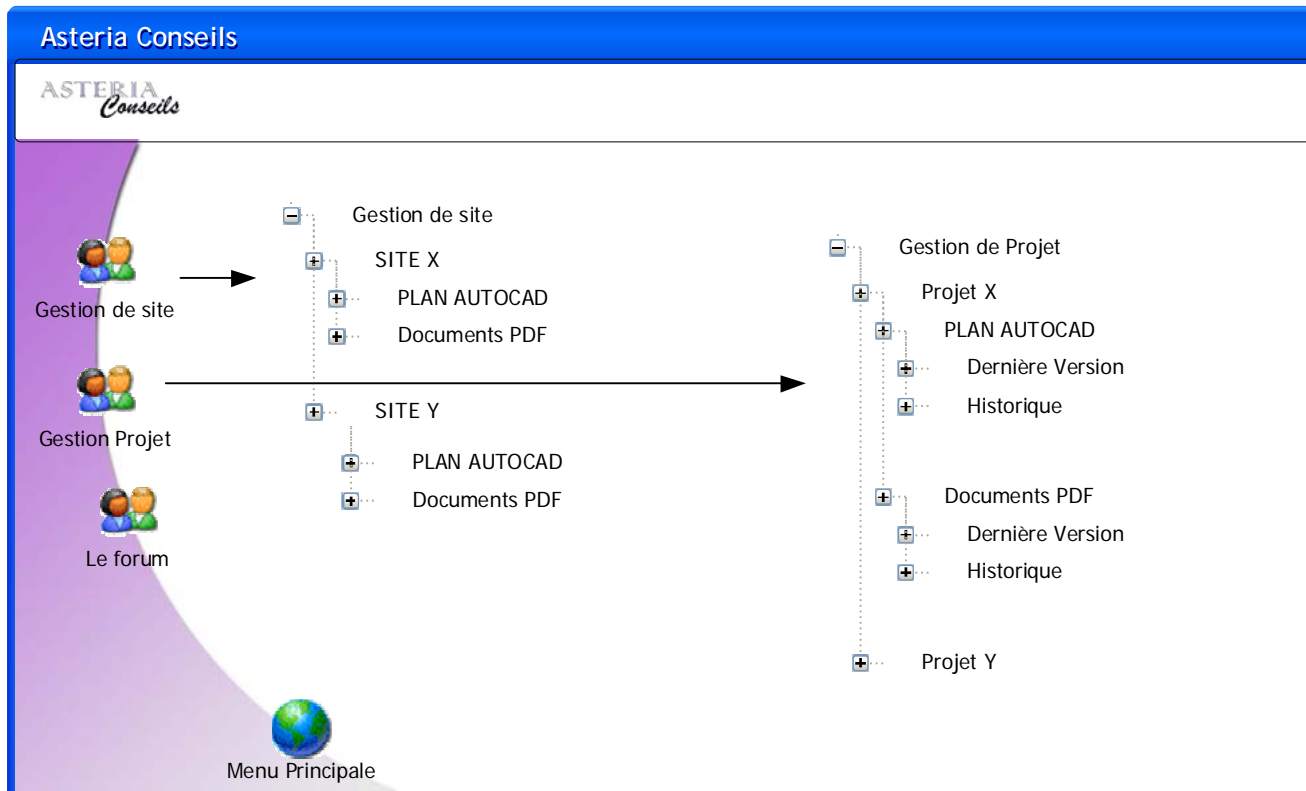 Asteria Conseils
ASTERIA
Conseils
Gestion de site
Gestion Projet
Le forum
Menu Principale
Gestion de site
SITE X
PLAN AUTOCAD
Documents PDF
SITE Y
PLAN AUTOCAD
Documents PDF
Gestion de Projet
Projet X
PLAN AUTOCAD
Dernière Version
Historique
Documents PDF
Dernière Version
Historique
Projet Y